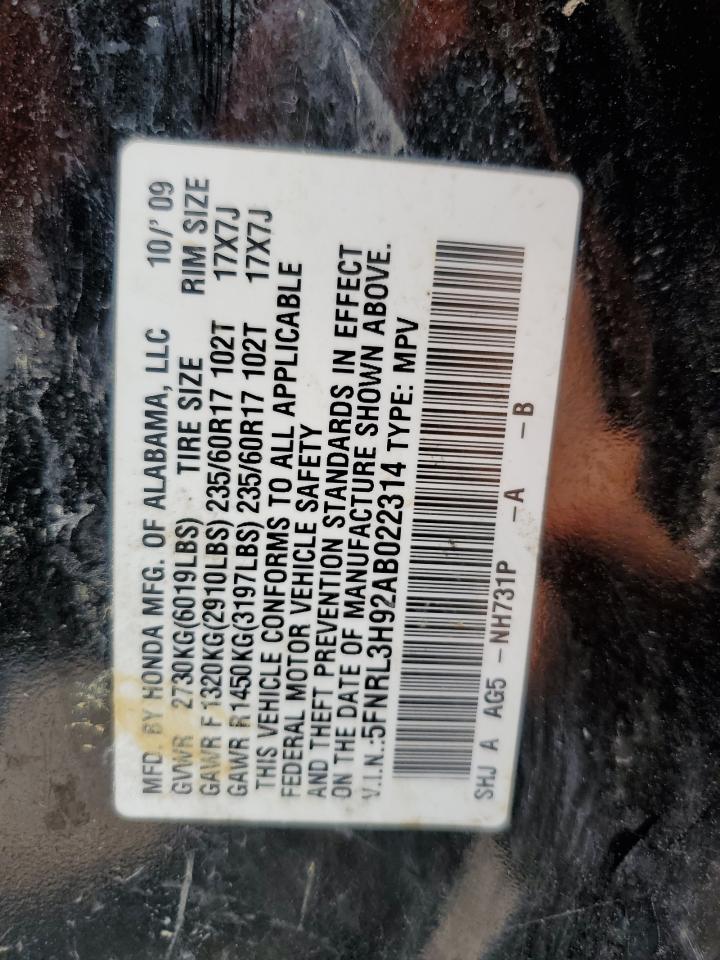 MFD. BY HONDA MFG. OF ALABAMA, LLC 10/' 09
GVWR 2730KG(6019LBS) TIRE SIZE RIM SIZE
GAWR F 1320KG(2910LBS) 235/60R17 102T 17X7J
GAWR R1450KG(3197LBS) 235/60R17 102T 17X7J
THIS VEHICLE CONFORMS TO ALL APPLICABLE
FEDERAL MOTOR VEHICLE SAFETY
AND THEFT PREVENTION STANDARDS IN EFFECT
ON THE DATE OF MANUFACTURE SHOWN ABOVE.
V.I.N.:5FNRL3H92AB022314 TYPE: MPV
SHJ A AG5 -NH731P -A -B